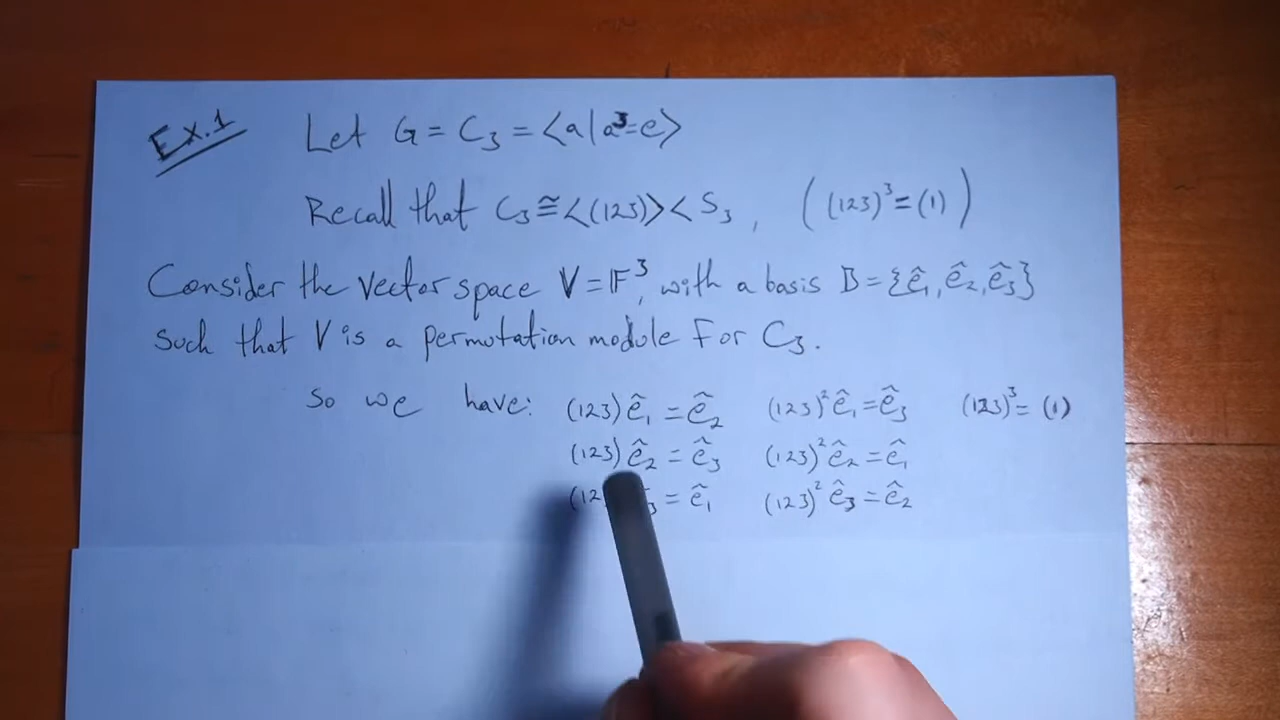 Ex.1 Let G = C₃ = <a|a³=e>
Recall that C₃ ≅ <(123)> < S₃ , ( (123)³ = (1) )
Consider the vector space V = 𝔽³, with a basis B = {ê₁, ê₂, ê₃}
such that V is a permutation module for C₃.
So we have: (123) ê₁ = ê₂ (123)² ê₁ = ê₃ (123)³ = (1)
(123) ê₂ = ê₃ (123)² ê₂ = ê₁
(12 ₃ = ê₁ (123)² ê₃ = ê₂